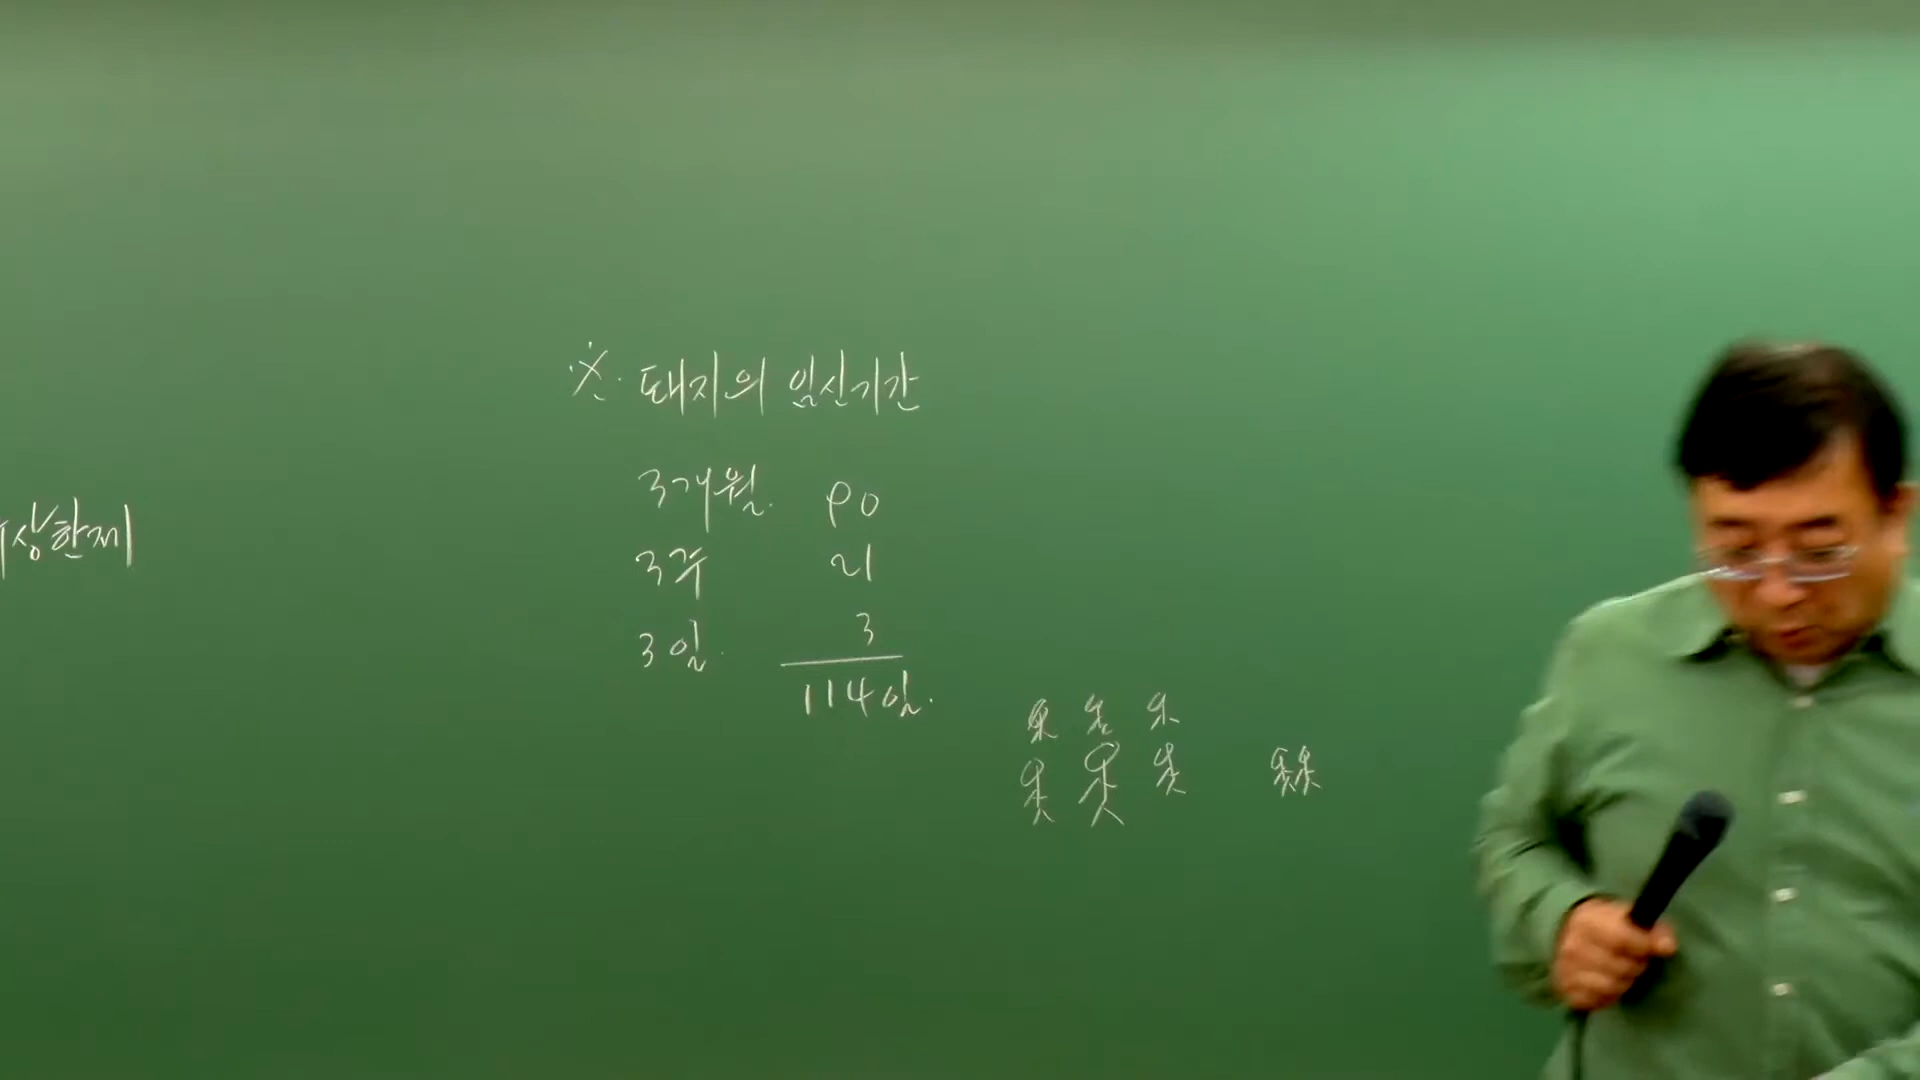 상한제
※. 돼지의 임신기간
3개월. 90
3주 21
3일. 3
114일.